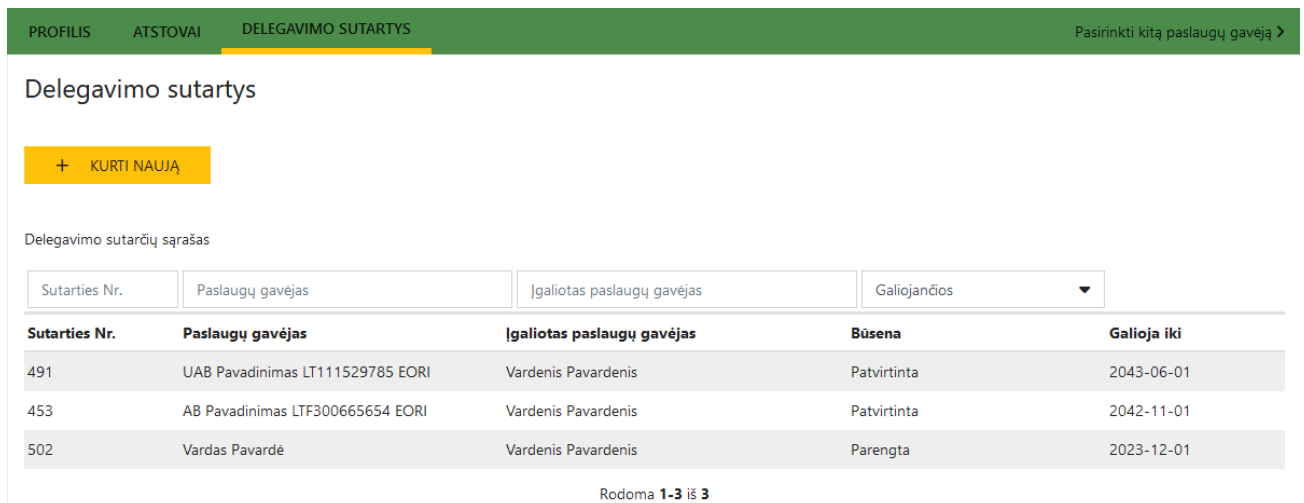 PROFILIS ATSTOVAI DELEGAVIMO SUTARTYS Pasirinkti kitą paslaugų gavėją
Delegavimo sutartys
+ KURTI NAUJĄ
Delegavimo sutarčių sąrašas
Sutarties Nr. Paslaugų gavėjas Įgaliotas paslaugų gavėjas Galiojančios
Sutarties Nr. Paslaugų gavėjas Įgaliotas paslaugų gavėjas Būsena Galioja iki
491 UAB Pavadinimas LT111529785 EORI Vardenis Pavardenis Patvirtinta 2043-06-01
453 AB Pavadinimas LTF300665654 EORI Vardenis Pavardenis Patvirtinta 2042-11-01
502 Vardas Pavardė Vardenis Pavardenis Parengta 2023-12-01
Rodoma 1-3 iš 3